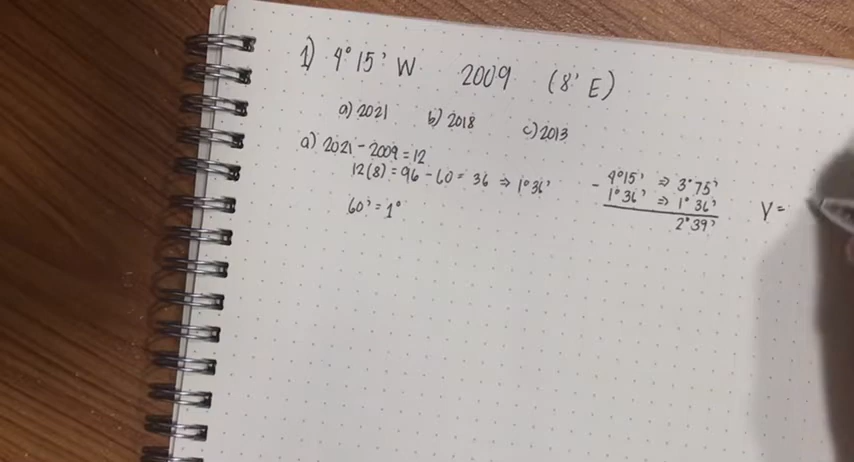 1) 4°15' W 2009 (8' E)
a) 2021 b) 2018 c) 2013
a) 2021 - 2009 = 12
12(8) = 96 - 60 = 36 ⇒ 1°36'
60' = 1°
- 4°15' ⇒ 3°75'
1°36' ⇒ 1°36'
2°39'
V =